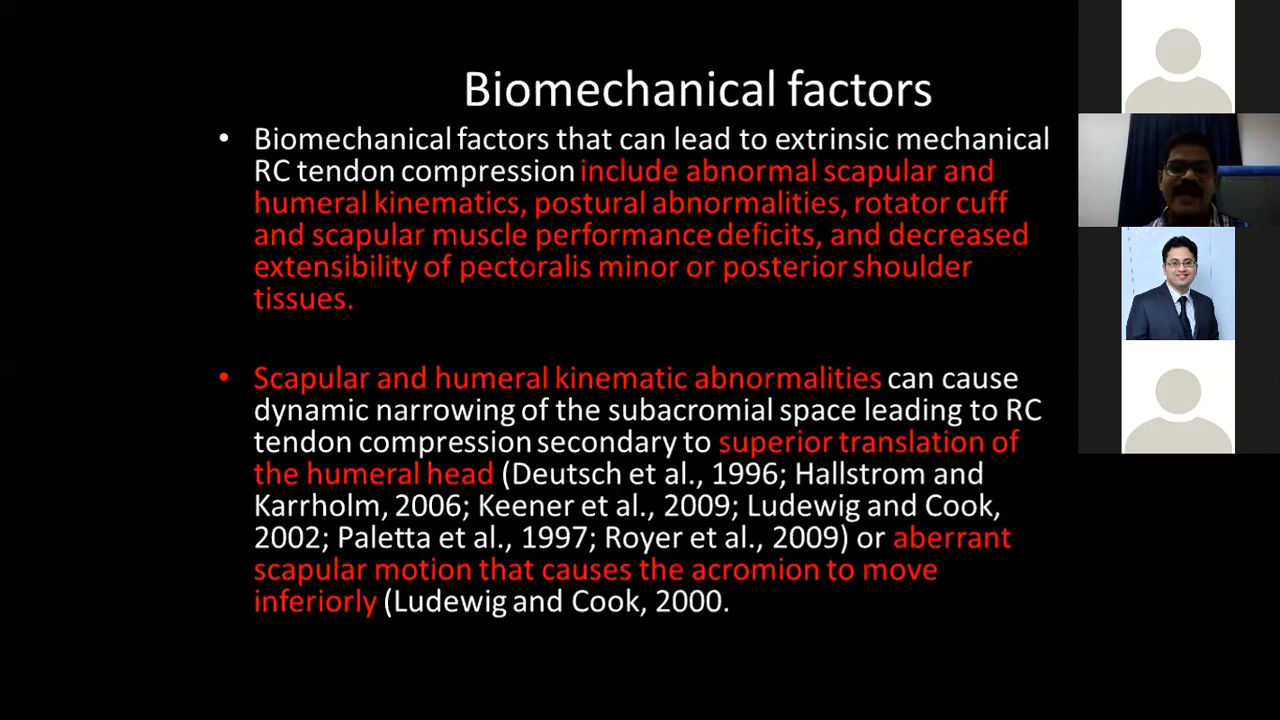 Biomechanical factors
• Biomechanical factors that can lead to extrinsic mechanical
RC tendon compression include abnormal scapular and
humeral kinematics, postural abnormalities, rotator cuff
and scapular muscle performance deficits, and decreased
extensibility of pectoralis minor or posterior shoulder
tissues.
• Scapular and humeral kinematic abnormalities can cause
dynamic narrowing of the subacromial space leading to RC
tendon compression secondary to superior translation of
the humeral head (Deutsch et al., 1996; Hallstrom and
Karrholm, 2006; Keener et al., 2009; Ludewig and Cook,
2002; Paletta et al., 1997; Royer et al., 2009) or aberrant
scapular motion that causes the acromion to move
inferiorly (Ludewig and Cook, 2000.